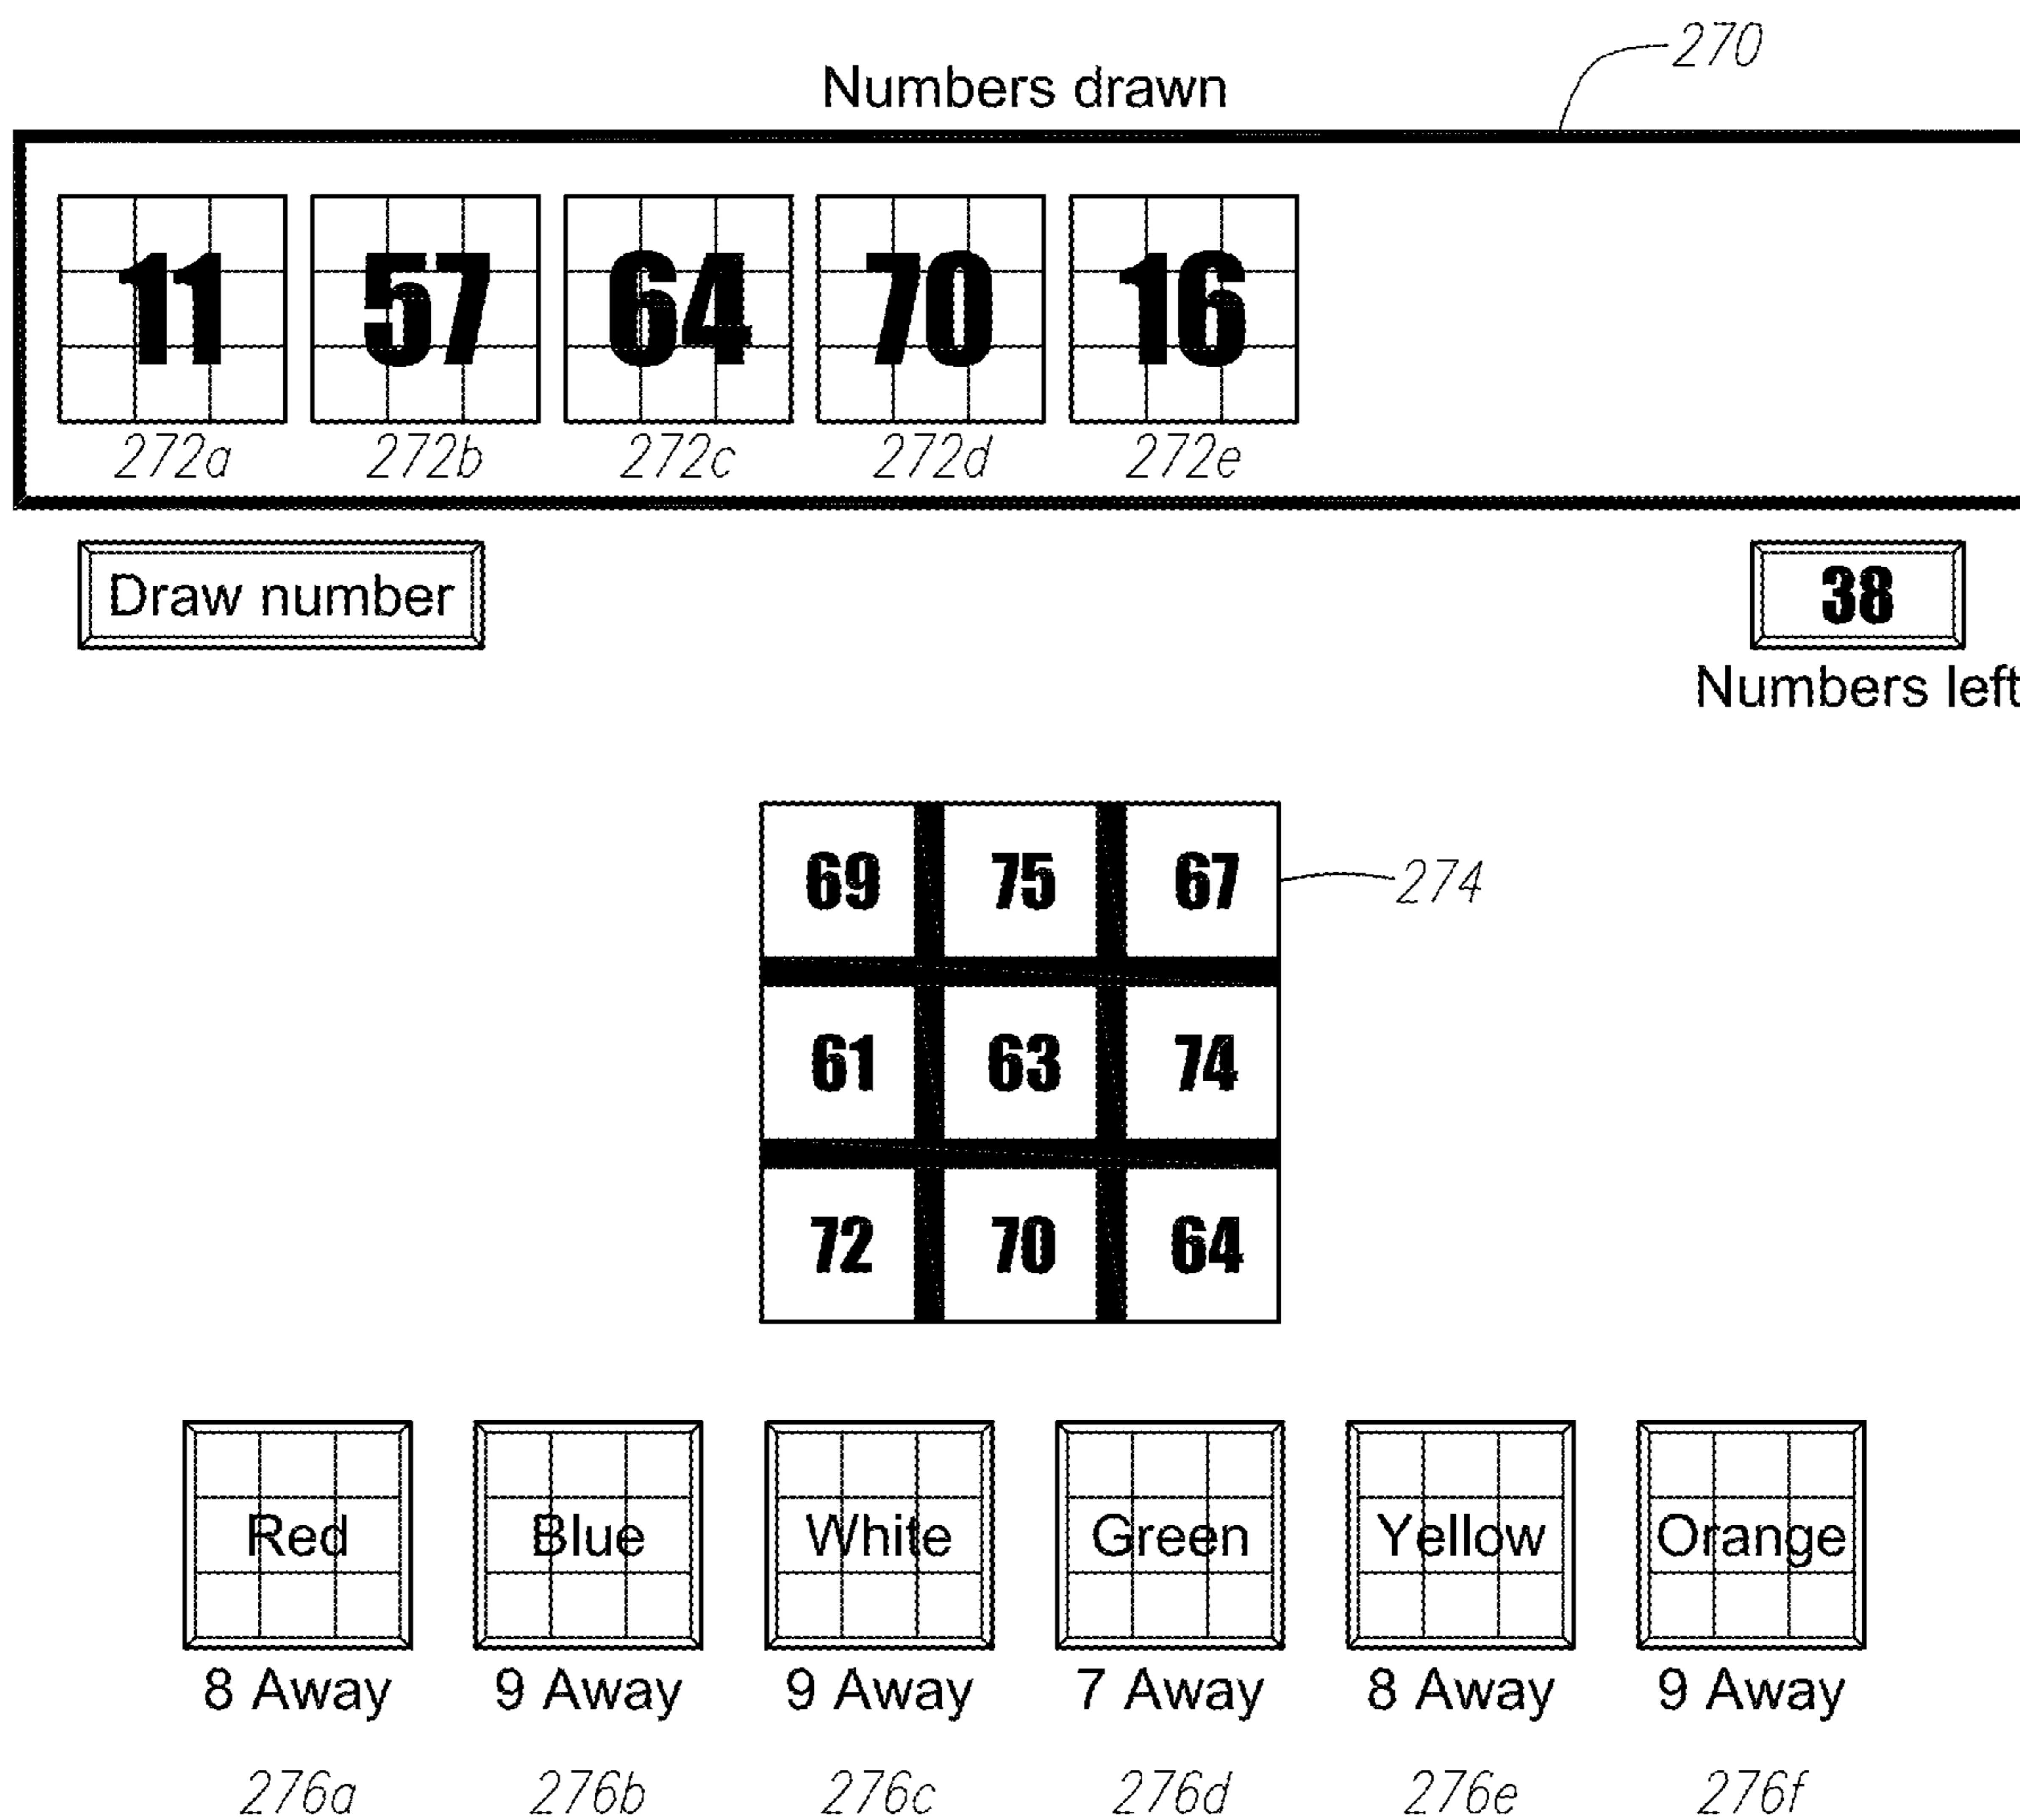 270
Numbers drawn
11 57 64 70 16
272a 272b 272c 272d 272e
Draw number
38
Numbers left
69 75 67
274
61 63 74
72 70 64
Red Blue White Green Yellow Orange
8 Away 9 Away 9 Away 7 Away 8 Away 9 Away
276a 276b 276c 276d 276e 276f